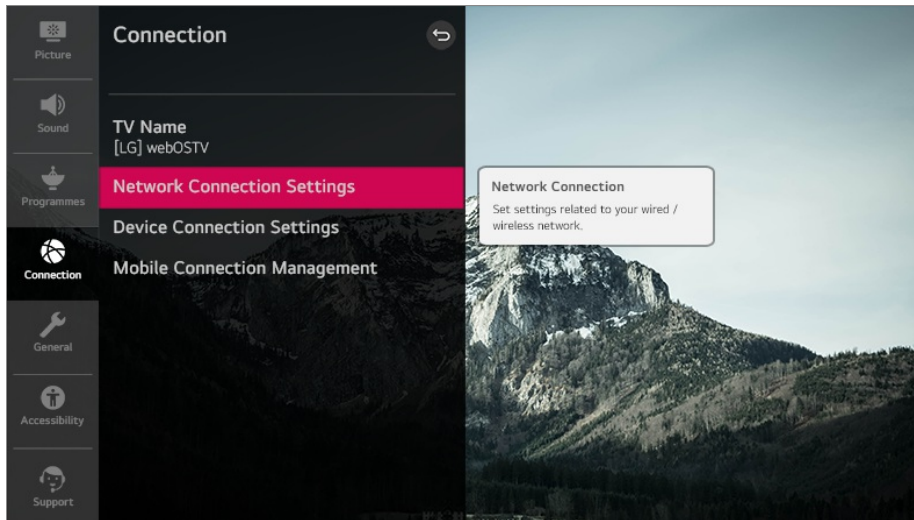 Picture
Sound
Programmes
Connection
General
Accessibility
Support
Connection
TV Name
[LG] webOSTV
Network Connection Settings
Device Connection Settings
Mobile Connection Management
Network Connection
Set settings related to your wired /
wireless network.